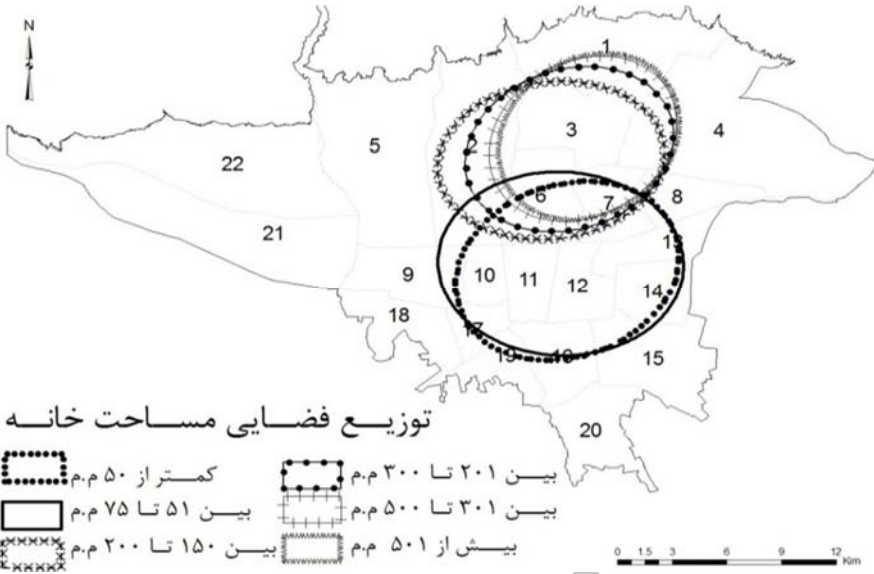 N
1
2
3
4
5
22
6
7
8
21
13
9
10
11
12
14
18
17
19
16
15
20
توزیع فضایی مساحت خانه
کمتر از ۵۰ م.م
بین ۵۱ تا ۷۵ م.م
بین ۱۵۰ تا ۲۰۰ م.م
بین ۲۰۱ تا ۳۰۰ م.م
بین ۳۰۱ تا ۵۰۰ م.م
بیش از ۵۰۱ م.م
0 1.5 3 6 9 12
Km